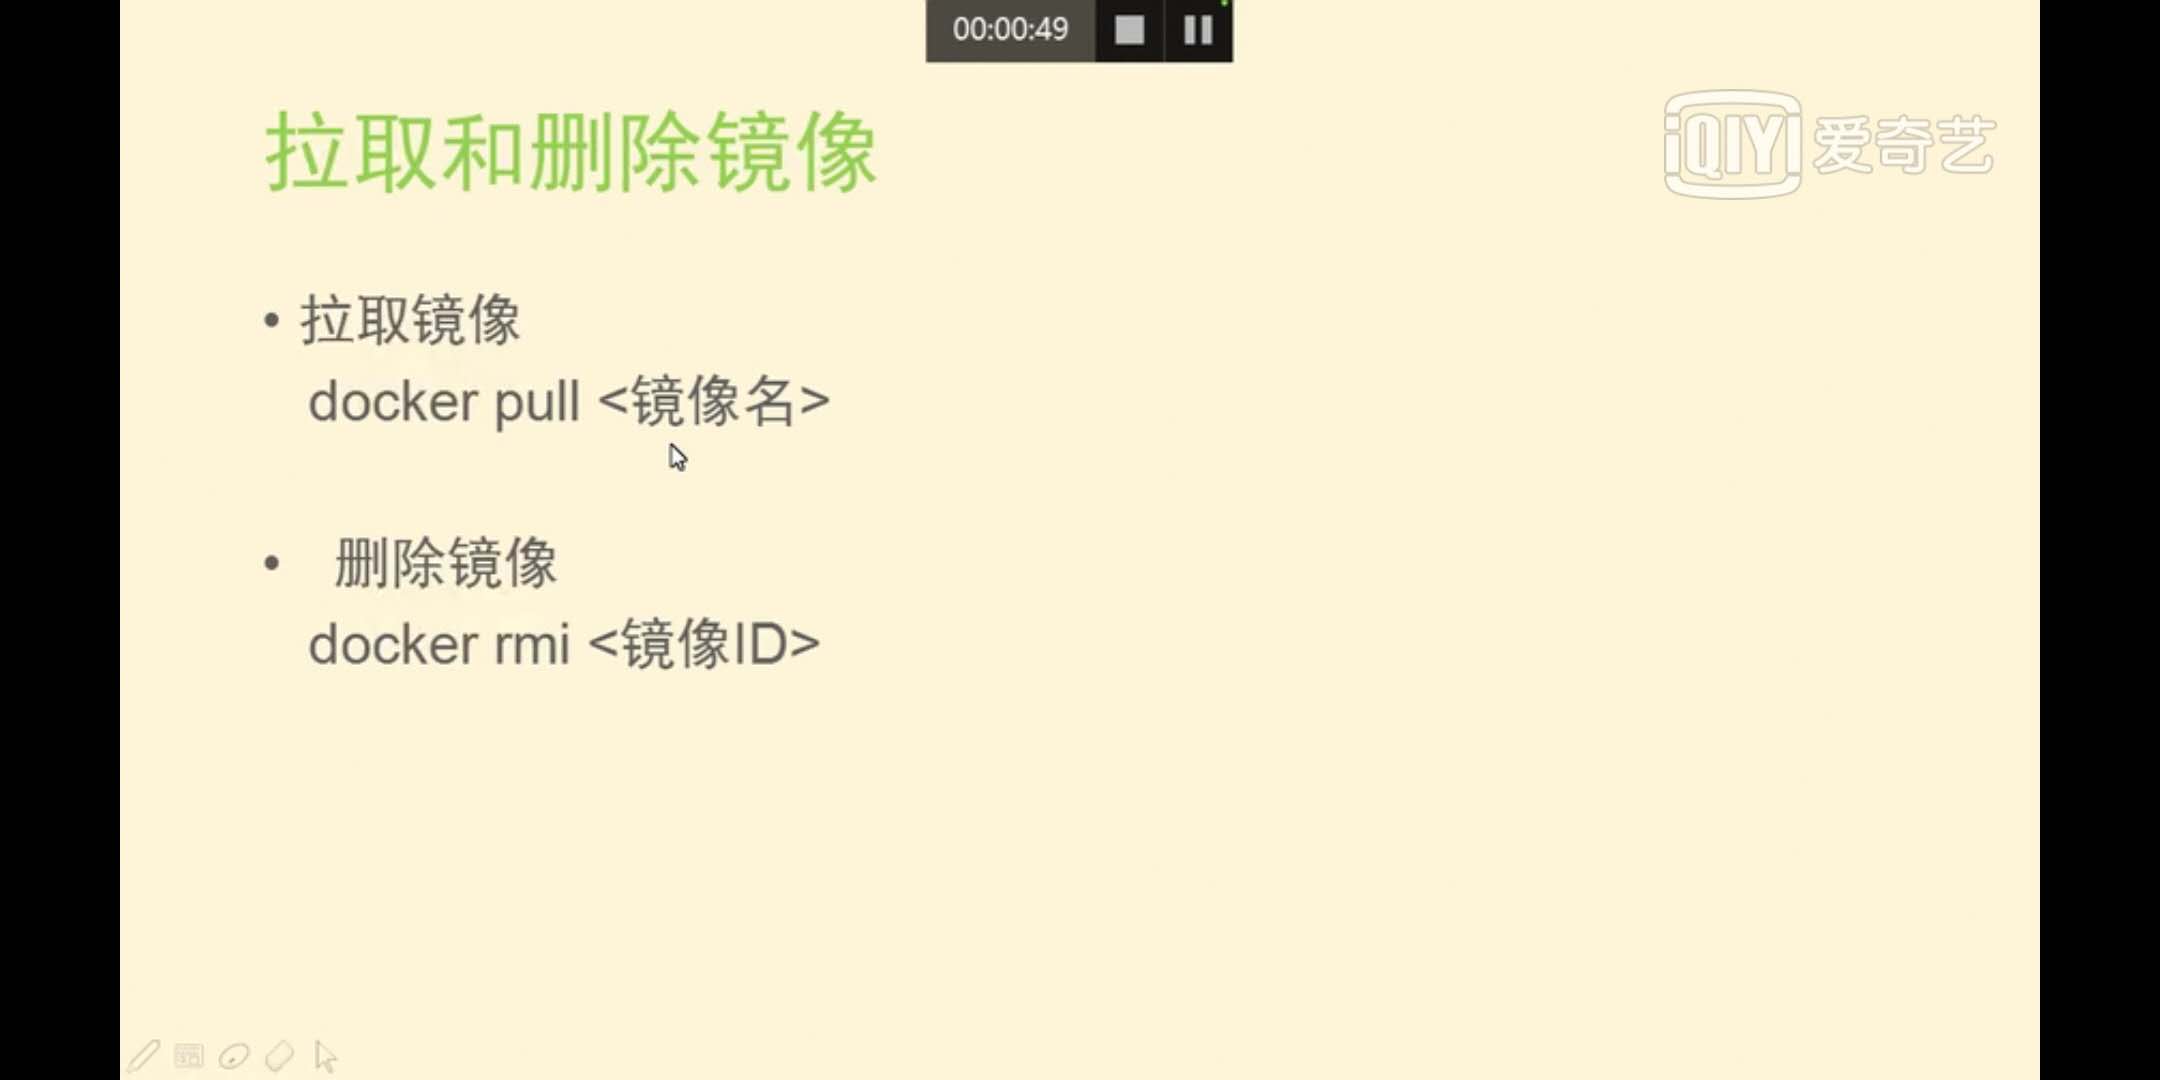 00:00:49
拉取和删除镜像
iQIYI 爱奇艺
• 拉取镜像
docker pull <镜像名>
• 删除镜像
docker rmi <镜像ID>